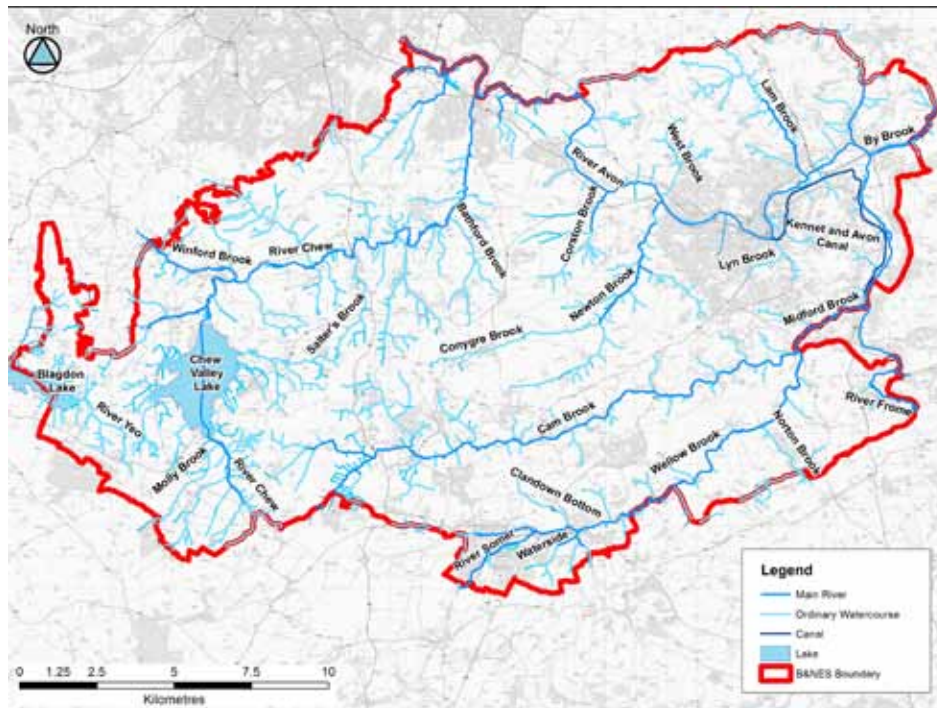 North
Lam Brook
By Brook
West Brook
River Avon
Corston Brook
Bathford Brook
Kennet and Avon
Canal
Lyn Brook
Winford Brook
River Chew
Salter's Brook
Newton Brook
Conygre Brook
Midford Brook
Chew
Valley
Lake
Blagdon
Lake
River Yeo
Molly Brook
River Chew
Cam Brook
River Frome
Norton Brook
Wellow Brook
Clandown Bottom
River Somer
Waterside
Legend
Main River
Ordinary Watercourse
Canal
Lake
B&NES Boundary
0 1.25 2.5 5 7.5 10
Kilometres